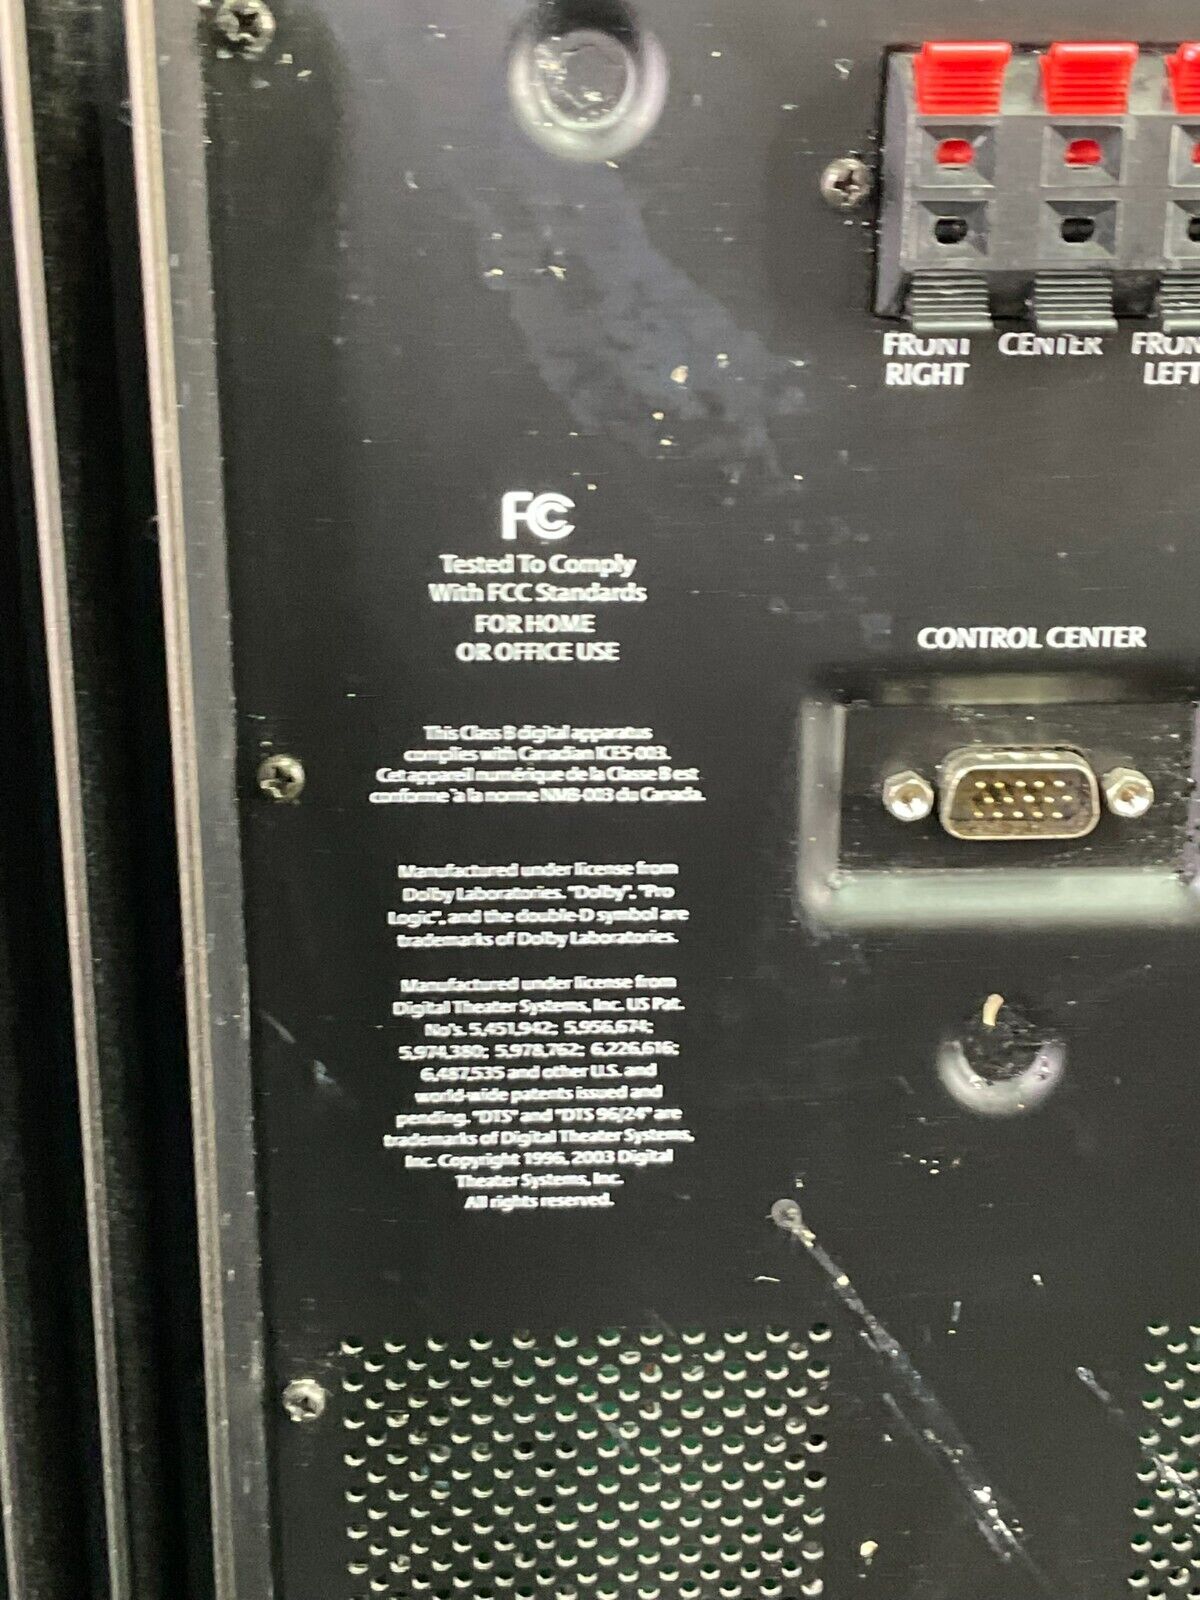 FRONT RIGHT
CENTER
FRON
LEFT
FC
Tested To Comply
With FCC Standards
FOR HOME
OR OFFICE USE
CONTROL CENTER
This Class B digital apparatus
complies with Canadian ICES-003.
Cet appareil numérique de la Classe B est
conforme `a la norme NMB-003 du Canada.
Manufactured under license from
Dolby Laboratories. "Dolby", "Pro
Logic", and the double-D symbol are
trademarks of Dolby Laboratories.
Manufactured under license from
Digital Theater Systems, Inc. US Pat.
No's. 5,451,942; 5,956,674;
5,974,380; 5,978,762; 6,226,616;
6,487,535 and other U.S. and
world-wide patents issued and
pending. "DTS" and "DTS 96/24" are
trademarks of Digital Theater Systems,
Inc. Copyright 1996, 2003 Digital
Theater Systems, Inc.
All rights reserved.